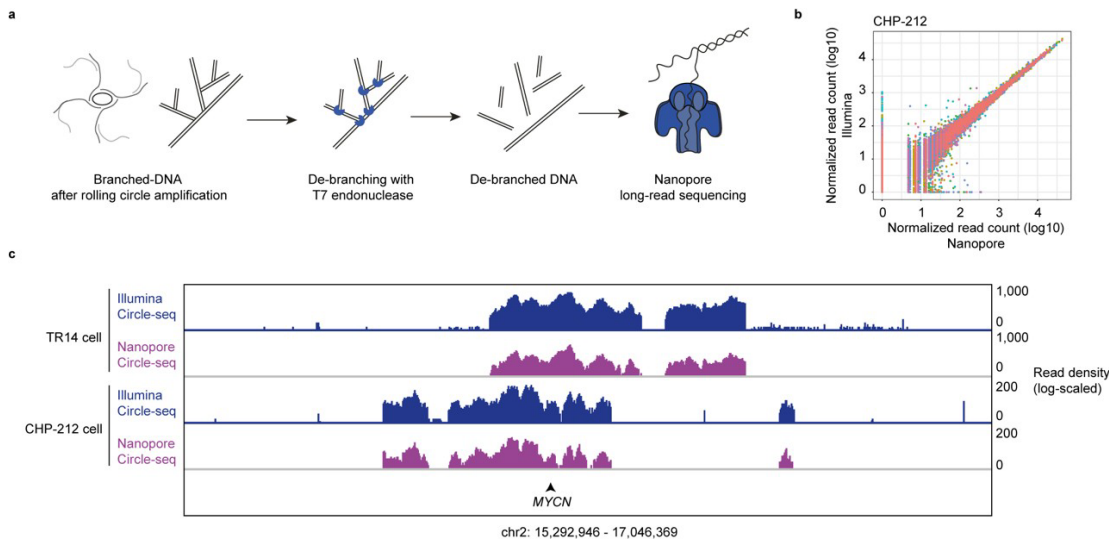 a
Branched-DNA
after rolling circle amplification
De-branching with
T7 endonuclease
De-branched DNA
Nanopore
long-read sequencing
b
CHP-212
Normalized read count (log10)
Illumina
4
3
2
1
0
0
1
2
3
4
Normalized read count (log10)
Nanopore
c
TR14 cell
Illumina
Circle-seq
1,000
0
Nanopore
Circle-seq
1,000
0
CHP-212 cell
Illumina
Circle-seq
200
0
Nanopore
Circle-seq
200
0
Read density
(log-scaled)
MYCN
chr2: 15,292,946 - 17,046,369